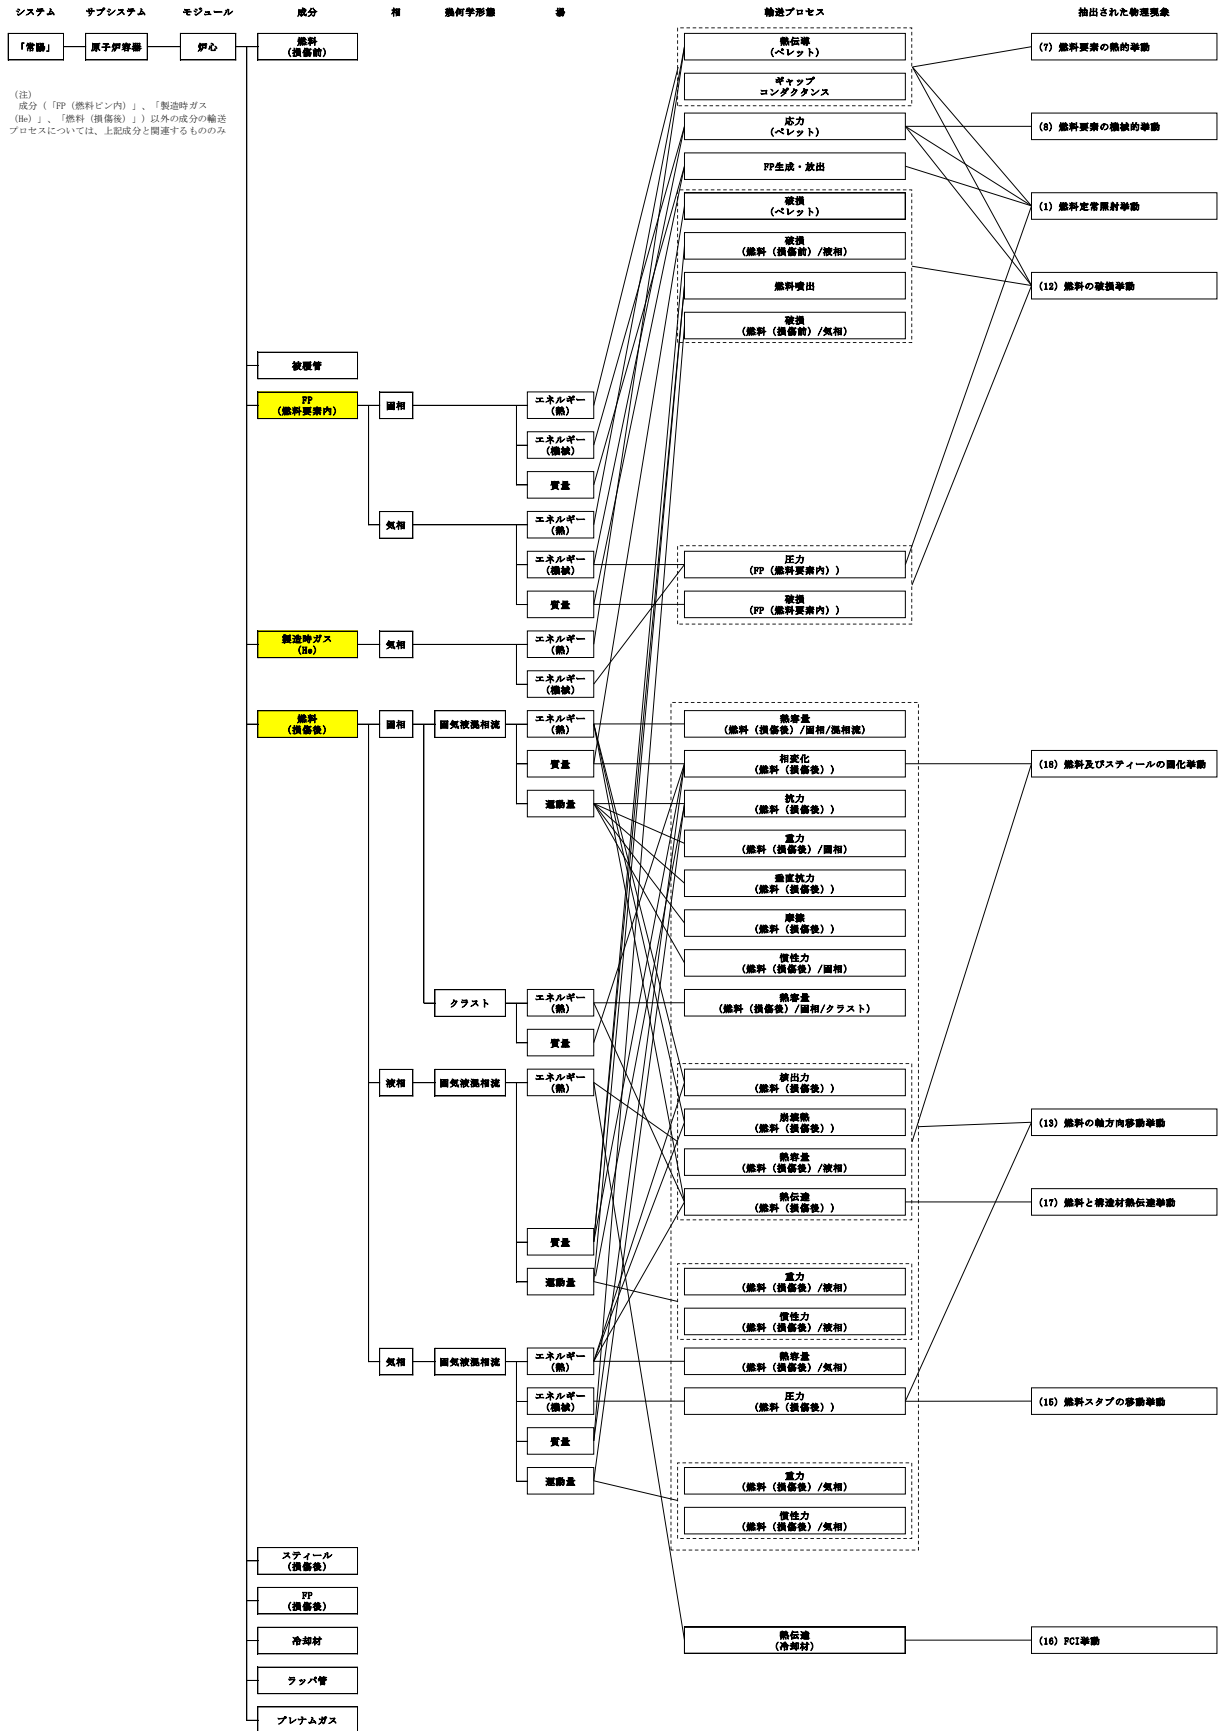 システム サブシステム モジュール 成分 相 幾何学形態 場 輸送プロセス 抽出された物理現象
「常陽」 原子炉容器 炉心
燃料
(損傷前)
(注)
成分(「FP(燃料ピン内)」、「製造時ガス
(He)」、「燃料(損傷後)」)以外の成分の輸送
プロセスについては、上記成分と関連するもののみ
熱伝導
(ペレット)
(7) 燃料要素の熱的挙動
ギャップ
コンダクタンス
応力
(ペレット)
(8) 燃料要素の機械的挙動
FP生成・放出
破損
(ペレット)
(1) 燃料定常照射挙動
破損
(燃料(損傷前)/液相)
燃料噴出
(12) 燃料の破損挙動
破損
(燃料(損傷前)/気相)
被覆管
FP
(燃料要素内)
固相
エネルギー
(熱)
エネルギー
(機械)
質量
気相
エネルギー
(熱)
エネルギー
(機械)
圧力
(FP(燃料要素内))
質量
破損
(FP(燃料要素内))
製造時ガス
(He)
気相
エネルギー
(熱)
エネルギー
(機械)
燃料
(損傷後)
固相
固気液混相流
エネルギー
(熱)
熱容量
(燃料(損傷後)/固相/混相流)
質量
相変化
(燃料(損傷後))
(18) 燃料及びスティールの固化挙動
運動量
抗力
(燃料(損傷後))
重力
(燃料(損傷後)/固相)
垂直抗力
(燃料(損傷後))
摩擦
(燃料(損傷後))
慣性力
(燃料(損傷後)/固相)
クラスト
エネルギー
(熱)
熱容量
(燃料(損傷後)/固相/クラスト)
質量
液相
固気液混相流
エネルギー
(熱)
核出力
(燃料(損傷後))
崩壊熱
(燃料(損傷後))
(13) 燃料の軸方向移動挙動
熱容量
(燃料(損傷後)/液相)
熱伝達
(燃料(損傷後))
(17) 燃料と構造材熱伝達挙動
質量
運動量
重力
(燃料(損傷後)/液相)
慣性力
(燃料(損傷後)/液相)
気相
固気液混相流
エネルギー
(熱)
熱容量
(燃料(損傷後)/気相)
エネルギー
(機械)
圧力
(燃料(損傷後))
(15) 燃料スタブの移動挙動
質量
運動量
重力
(燃料(損傷後)/気相)
慣性力
(燃料(損傷後)/気相)
スティール
(損傷後)
FP
(損傷後)
冷却材
熱伝達
(冷却材)
(16) FCI挙動
ラッパ管
プレナムガス